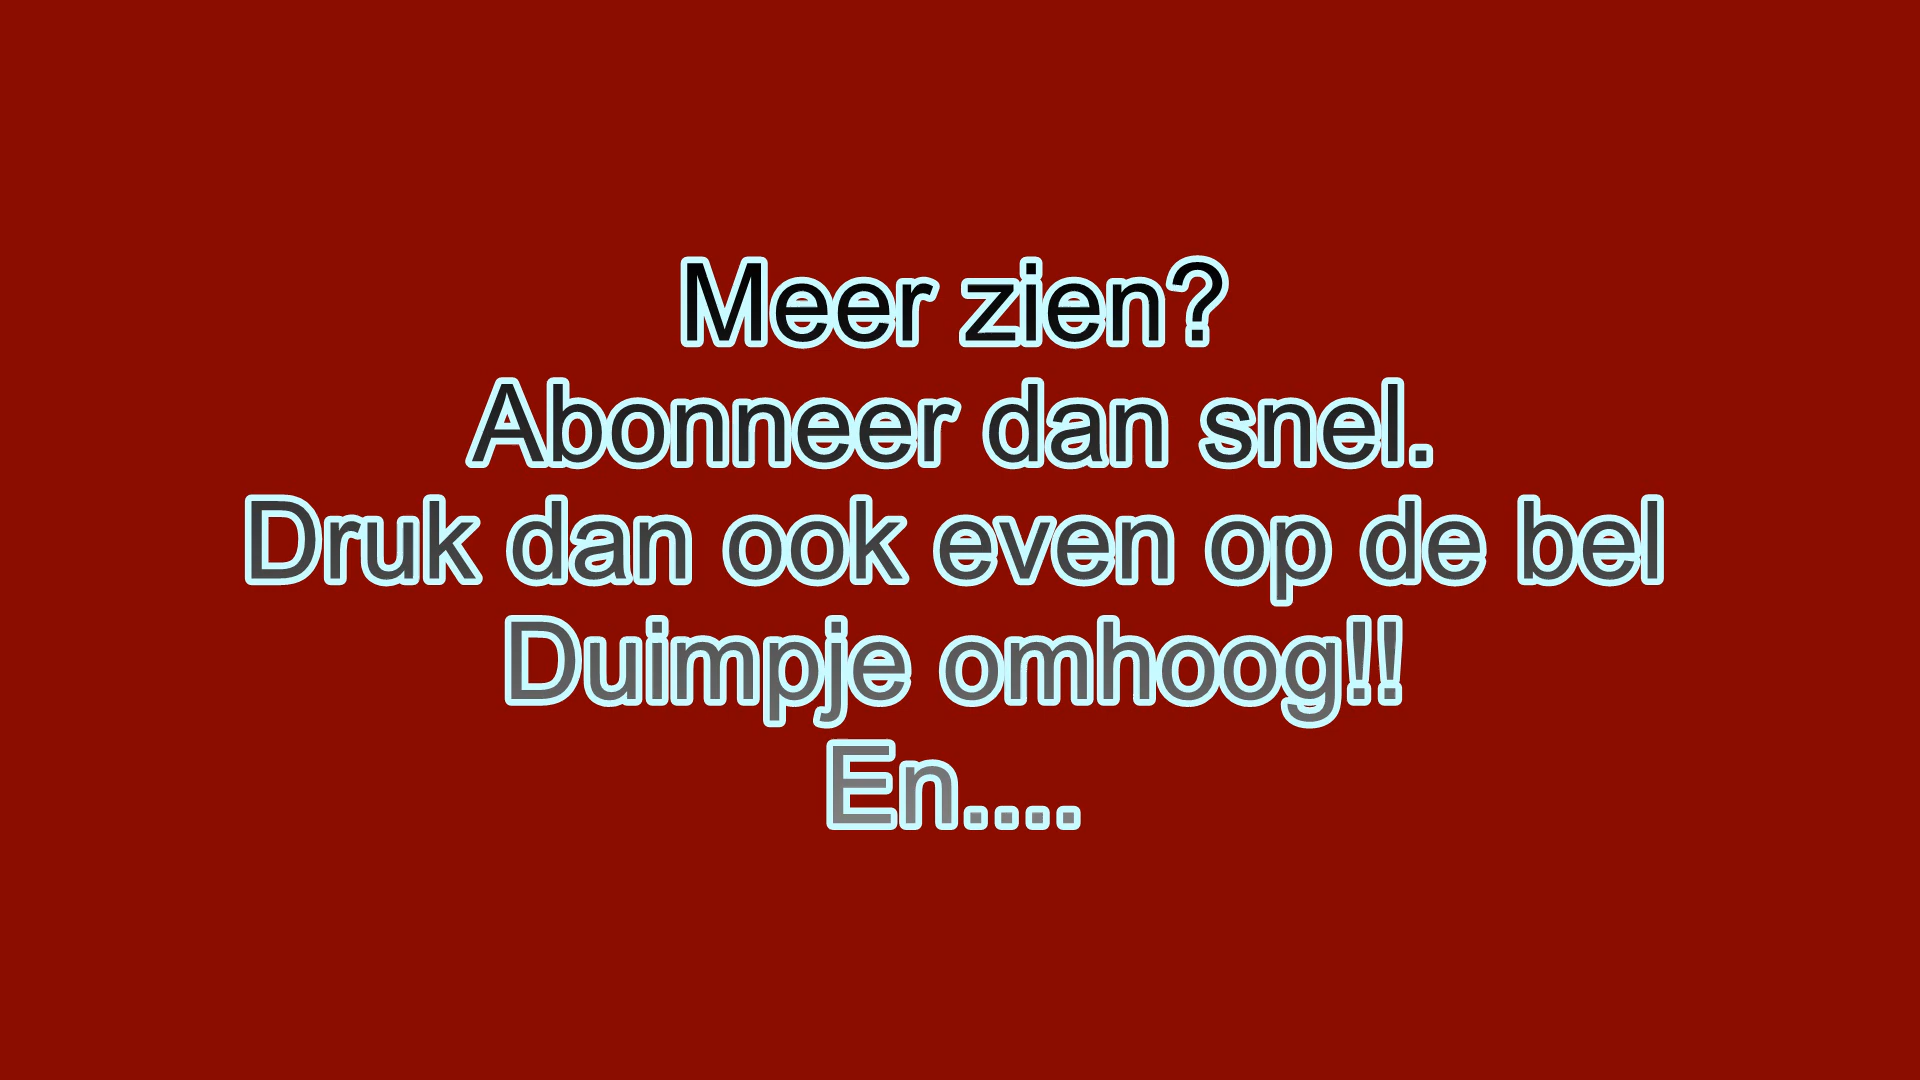 Meer zien?
Abonneer dan snel.
Druk dan ook even op de bel
Duimpje omhoog!!
En....